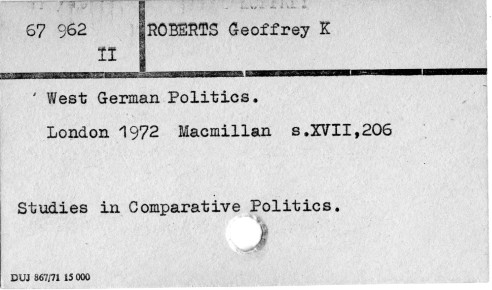 67 962 ROBERTS Geoffrey K
II
West German Politics.
London 1972 Macmillan s.XVII,206
Studies in Comparative Politics.
DUJ 867/71 15 000